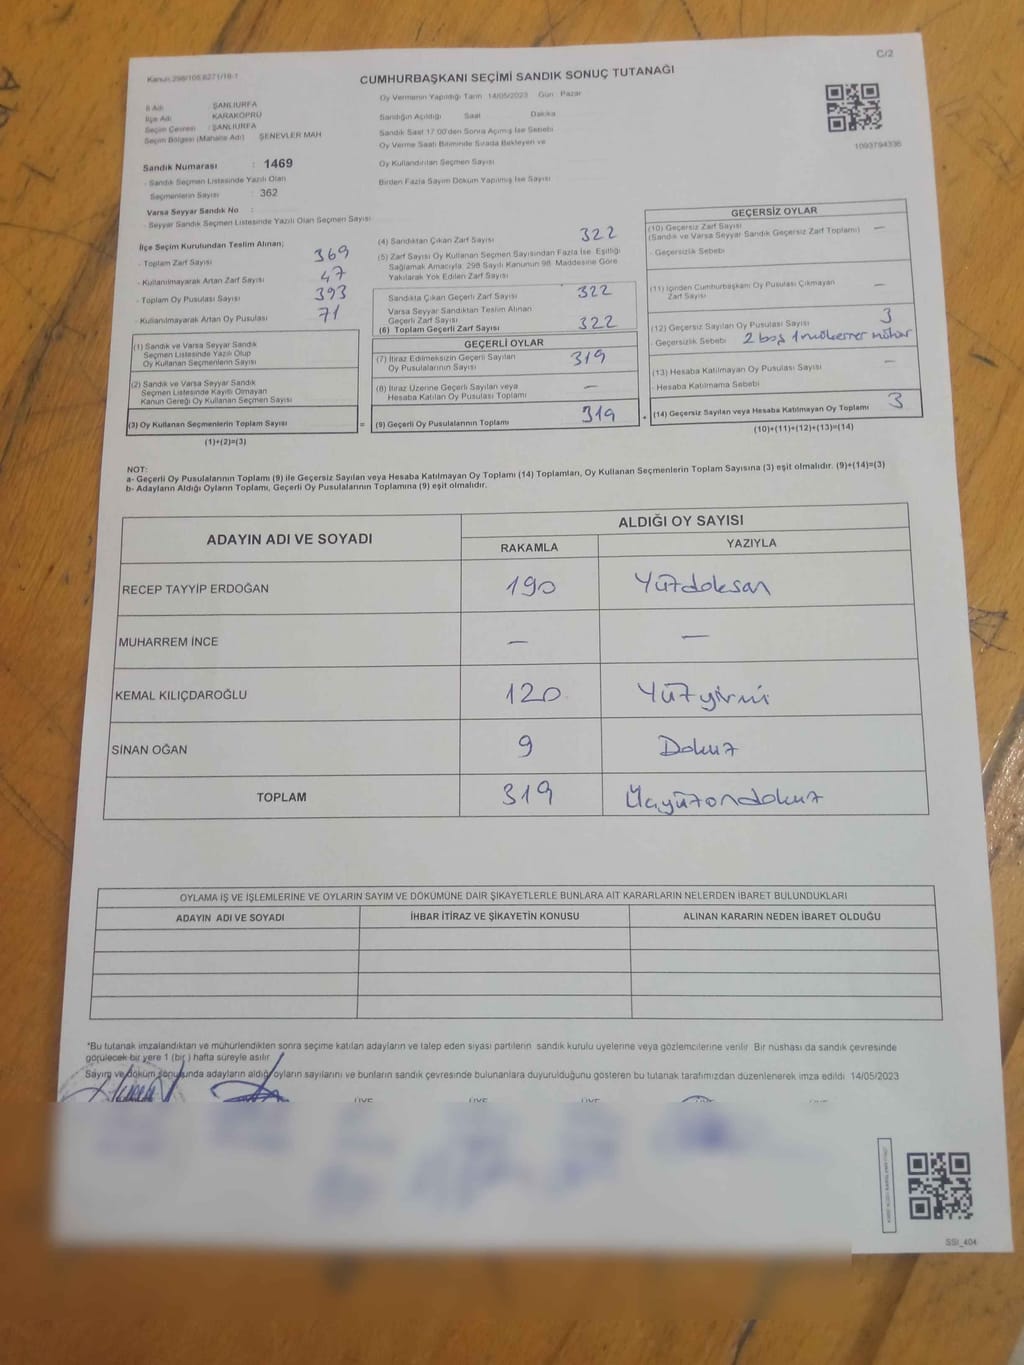 C/2
Kanun:298/105,6271/18-1
CUMHURBAŞKANI SEÇİMİ SANDIK SONUÇ TUTANAĞI
İl Adı ŞANLIURFA
İlçe Adı KARAKÖPRÜ
Seçim Çevresi : ŞANLIURFA
Seçim Bölgesi (Mahalle Adı) ŞENEVLER MAH
Sandık Numarası : 1469
- Sandık Seçmen Listesinde Yazılı Olan
Seçmenlerin Sayısı : 362
Varsa Seyyar Sandık No :
- Seyyar Sandık Seçmen Listesinde Yazılı Olan Seçmen Sayısı
Oy Vermenin Yapıldığı Tarih 14/05/2023 Gün : Pazar
Sandığın Açıldığı Saat Dakika
Sandık Saat 17.00'den Sonra Açılmış İse Sebebi
Oy Verme Saati Bitiminde Sırada Bekleyen ve
Oy Kullandırılan Seçmen Sayısı
Birden Fazla Sayım Döküm Yapılmış İse Sayısı
1093794336
İlçe Seçim Kurulundan Teslim Alınan;
- Toplam Zarf Sayısı 369
- Kullanılmayarak Artan Zarf Sayısı 47
- Toplam Oy Pusulası Sayısı 393
- Kullanılmayarak Artan Oy Pusulası 71
(1) Sandık ve Varsa Seyyar Sandık
Seçmen Listesinde Yazılı Olup
Oy Kullanan Seçmenlerin Sayısı
(2) Sandık ve Varsa Seyyar Sandık
Seçmen Listesinde Kayıtlı Olmayan
Kanun Gereği Oy Kullanan Seçmen Sayısı
(3) Oy Kullanan Seçmenlerin Toplam Sayısı
(1)+(2)=(3)
(4) Sandıktan Çıkan Zarf Sayısı 322
(5) Zarf Sayısı Oy Kullanan Seçmen Sayısından Fazla İse, Eşitliği
Sağlamak Amacıyla, 298 Sayılı Kanunun 98. Maddesine Göre
Yakılarak Yok Edilen Zarf Sayısı
Sandıkta Çıkan Geçerli Zarf Sayısı 322
Varsa Seyyar Sandıktan Teslim Alınan
Geçerli Zarf Sayısı
(6) Toplam Geçerli Zarf Sayısı 322
GEÇERLİ OYLAR
(7) İtiraz Edilmeksizin Geçerli Sayılan
Oy Pusulalarının Sayısı 319
(8) İtiraz Üzerine Geçerli Sayılan veya
Hesaba Katılan Oy Pusulası Toplamı —
= (9) Geçerli Oy Pusulalarının Toplamı 319
GEÇERSİZ OYLAR
(10) Geçersiz Zarf Sayısı
(Sandık ve Varsa Seyyar Sandık Geçersiz Zarf Toplamı) —
- Geçersizlik Sebebi
(11) İçinden Cumhurbaşkanı Oy Pusulası Çıkmayan
Zarf Sayısı —
(12) Geçersiz Sayılan Oy Pusulası Sayısı 3
- Geçersizlik Sebebi 2 boş 1 mükerrer mühür
(13) Hesaba Katılmayan Oy Pusulası Sayısı —
- Hesaba Katılmama Sebebi
+ (14) Geçersiz Sayılan veya Hesaba Katılmayan Oy Toplamı 3
(10)+(11)+(12)+(13)=(14)
NOT:
a- Geçerli Oy Pusulalarının Toplamı (9) ile Geçersiz Sayılan veya Hesaba Katılmayan Oy Toplamı (14) Toplamları, Oy Kullanan Seçmenlerin Toplam Sayısına (3) eşit olmalıdır. (9)+(14)=(3)
b- Adayların Aldığı Oyların Toplamı, Geçerli Oy Pusulalarının Toplamına (9) eşit olmalıdır.
ADAYIN ADI VE SOYADI ALDIĞI OY SAYISI
RAKAMLA YAZIYLA
RECEP TAYYİP ERDOĞAN 190 Yüzdoksan
MUHARREM İNCE — —
KEMAL KILIÇDAROĞLU 120 Yüzyirmi
SİNAN OĞAN 9 Dokuz
TOPLAM 319 Üçyüzondokuz
OYLAMA İŞ VE İŞLEMLERİNE VE OYLARIN SAYIM VE DÖKÜMÜNE DAİR ŞİKAYETLERLE BUNLARA AİT KARARLARIN NELERDEN İBARET BULUNDUKLARI
ADAYIN ADI VE SOYADI İHBAR İTİRAZ VE ŞİKAYETİN KONUSU ALINAN KARARIN NEDEN İBARET OLDUĞU
*Bu tutanak imzalandıktan ve mühürlendikten sonra seçime katılan adayların ve talep eden siyasi partilerin sandık kurulu üyelerine veya gözlemcilerine verilir. Bir nüshası da sandık çevresinde
görülecek bir yere 1 (bir ) hafta süreyle asılır.
Sayım ve döküm sonucunda adayların aldığı oyların sayılarını ve bunların sandık çevresinde bulunanlara duyurulduğunu gösteren bu tutanak tarafımızdan düzenlenerek imza edildi 14/05/2023
ÜYE ÜYE ÜYE
SSI_404